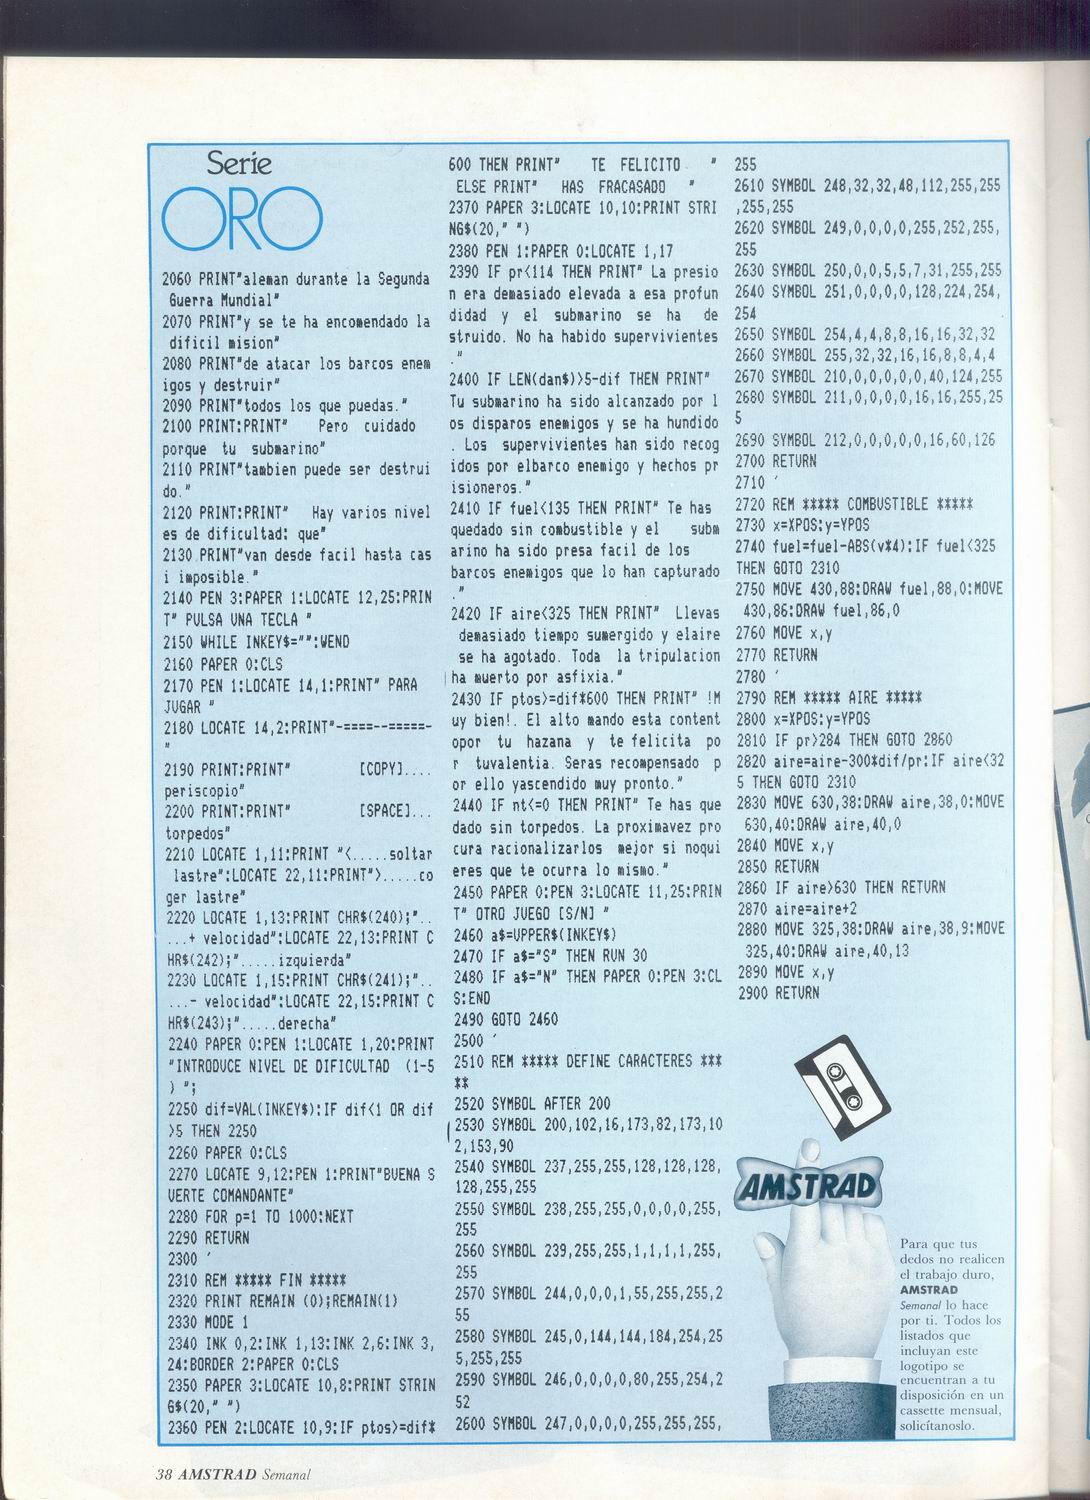 Serie
ORO
2060 PRINT"aleman durante la Segunda
 Guerra Mundial"
2070 PRINT"y se te ha encomendado la
 dificil mision"
2080 PRINT"de atacar los barcos enem
igos y destruir"
2090 PRINT"todos los que puedas."
2100 PRINT:PRINT"   Pero  cuidado
porque  tu  submarino"
2110 PRINT"tambien puede ser destrui
do."
2120 PRINT:PRINT"   Hay varios nivel
es de dificultad: que"
2130 PRINT"van desde facil hasta cas
i imposible."
2140 PEN 3:PAPER 1:LOCATE 12,25:PRIN
T" PULSA UNA TECLA "
2150 WHILE INKEY$="":WEND
2160 PAPER 0:CLS
2170 PEN 1:LOCATE 14,1:PRINT" PARA
JUGAR "
2180 LOCATE 14,2:PRINT"-====--=====-
"
2190 PRINT:PRINT"        [COPY]....
periscopio"
2200 PRINT:PRINT"        [SPACE]...
torpedos"
2210 LOCATE 1,11:PRINT "<.....soltar
 lastre":LOCATE 22,11:PRINT">.....co
ger lastre"
2220 LOCATE 1,13:PRINT CHR$(240);"..
...+ velocidad":LOCATE 22,13:PRINT C
HR$(242);".....izquierda"
2230 LOCATE 1,15:PRINT CHR$(241);"..
...- velocidad":LOCATE 22,15:PRINT C
HR$(243);".....derecha"
2240 PAPER 0:PEN 1:LOCATE 1,20:PRINT
"INTRODUCE NIVEL DE DIFICULTAD  (1-5
) ";
2250 dif=VAL(INKEY$):IF dif<1 OR dif
>5 THEN 2250
2260 PAPER 0:CLS
2270 LOCATE 9,12:PEN 1:PRINT"BUENA S
UERTE COMANDANTE"
2280 FOR p=1 TO 1000:NEXT
2290 RETURN
2300 '
2310 REM ***** FIN *****
2320 PRINT REMAIN (0);REMAIN(1)
2330 MODE 1
2340 INK 0,2:INK 1,13:INK 2,6:INK 3,
24:BORDER 2:PAPER 0:CLS
2350 PAPER 3:LOCATE 10,8:PRINT STRIN
G$(20," ")
2360 PEN 2:LOCATE 10,9:IF ptos>=dif*
600 THEN PRINT"   TE  FELICITO   "
 ELSE PRINT"   HAS  FRACASADO   "
2370 PAPER 3:LOCATE 10,10:PRINT STRI
NG$(20," ")
2380 PEN 1:PAPER 0:LOCATE 1,17
2390 IF pr<114 THEN PRINT" La presio
n era demasiado elevada a esa profun
didad  y  el  submarino  se  ha   de
struido. No ha habido supervivientes
."
2400 IF LEN(dan$)>5-dif THEN PRINT"
Tu submarino ha sido alcanzado por l
os disparos enemigos y se ha hundido
. Los  supervivientes han sido recog
idos por elbarco enemigo y hechos pr
isioneros."
2410 IF fuel<135 THEN PRINT" Te has
quedado sin combustible y el    subm
arino ha sido presa facil de los
barcos enemigos que lo han capturado
."
2420 IF aire<325 THEN PRINT"  Llevas
 demasiado tiempo sumergido y elaire
 se ha agotado. Toda  la tripulacion
ha muerto por asfixia."
2430 IF ptos>=dif*600 THEN PRINT" !M
uy bien!. El alto mando esta content
opor  tu  hazana  y  te felicita  po
r  tuvalentia. Seras recompensado  p
or ello yascendido muy pronto."
2440 IF nt<=0 THEN PRINT" Te has que
dado sin torpedos. La proximavez pro
cura racionalizarlos  mejor si noqui
eres que te ocurra lo mismo."
2450 PAPER 0:PEN 3:LOCATE 11,25:PRIN
T" OTRO JUEGO [S/N] "
2460 a$=UPPER$(INKEY$)
2470 IF a$="S" THEN RUN 30
2480 IF a$="N" THEN PAPER 0:PEN 3:CL
S:END
2490 GOTO 2460
2500 '
2510 REM ***** DEFINE CARACTERES ***
**
2520 SYMBOL AFTER 200
2530 SYMBOL 200,102,16,173,82,173,10
2,153,90
2540 SYMBOL 237,255,255,128,128,128,
128,255,255
2550 SYMBOL 238,255,255,0,0,0,0,255,
255
2560 SYMBOL 239,255,255,1,1,1,1,255,
255
2570 SYMBOL 244,0,0,0,1,55,255,255,2
55
2580 SYMBOL 245,0,144,144,184,254,25
5,255,255
2590 SYMBOL 246,0,0,0,0,80,255,254,2
52
2600 SYMBOL 247,0,0,0,0,255,255,255,
255
2610 SYMBOL 248,32,32,48,112,255,255
,255,255
2620 SYMBOL 249,0,0,0,0,255,252,255,
255
2630 SYMBOL 250,0,0,5,5,7,31,255,255
2640 SYMBOL 251,0,0,0,0,128,224,254,
254
2650 SYMBOL 254,4,4,8,8,16,16,32,32
2660 SYMBOL 255,32,32,16,16,8,8,4,4
2670 SYMBOL 210,0,0,0,0,0,40,124,255
2680 SYMBOL 211,0,0,0,0,16,16,255,25
5
2690 SYMBOL 212,0,0,0,0,0,16,60,126
2700 RETURN
2710 '
2720 REM ***** COMBUSTIBLE *****
2730 x=XPOS:y=YPOS
2740 fuel=fuel-ABS(v*4):IF fuel<325
THEN GOTO 2310
2750 MOVE 430,88:DRAW fuel,88,0:MOVE
 430,86:DRAW fuel,86,0
2760 MOVE x,y
2770 RETURN
2780 '
2790 REM ***** AIRE *****
2800 x=XPOS:y=YPOS
2810 IF pr>284 THEN GOTO 2860
2820 aire=aire-300*dif/pr:IF aire<32
5 THEN GOTO 2310
2830 MOVE 630,38:DRAW aire,38,0:MOVE
 630,40:DRAW aire,40,0
2840 MOVE x,y
2850 RETURN
2860 IF aire>630 THEN RETURN
2870 aire=aire+2
2880 MOVE 325,38:DRAW aire,38,9:MOVE
 325,40:DRAW aire,40,13
2890 MOVE x,y
2900 RETURN
AMSTRAD
Para que tus
dedos no realicen
el trabajo duro,
AMSTRAD
Semanal lo hace
por ti. Todos los
listados que
incluyan este
logotipo se
encuentran a tu
disposición en un
cassette mensual,
solicítanoslo.
38 AMSTRAD Semanal